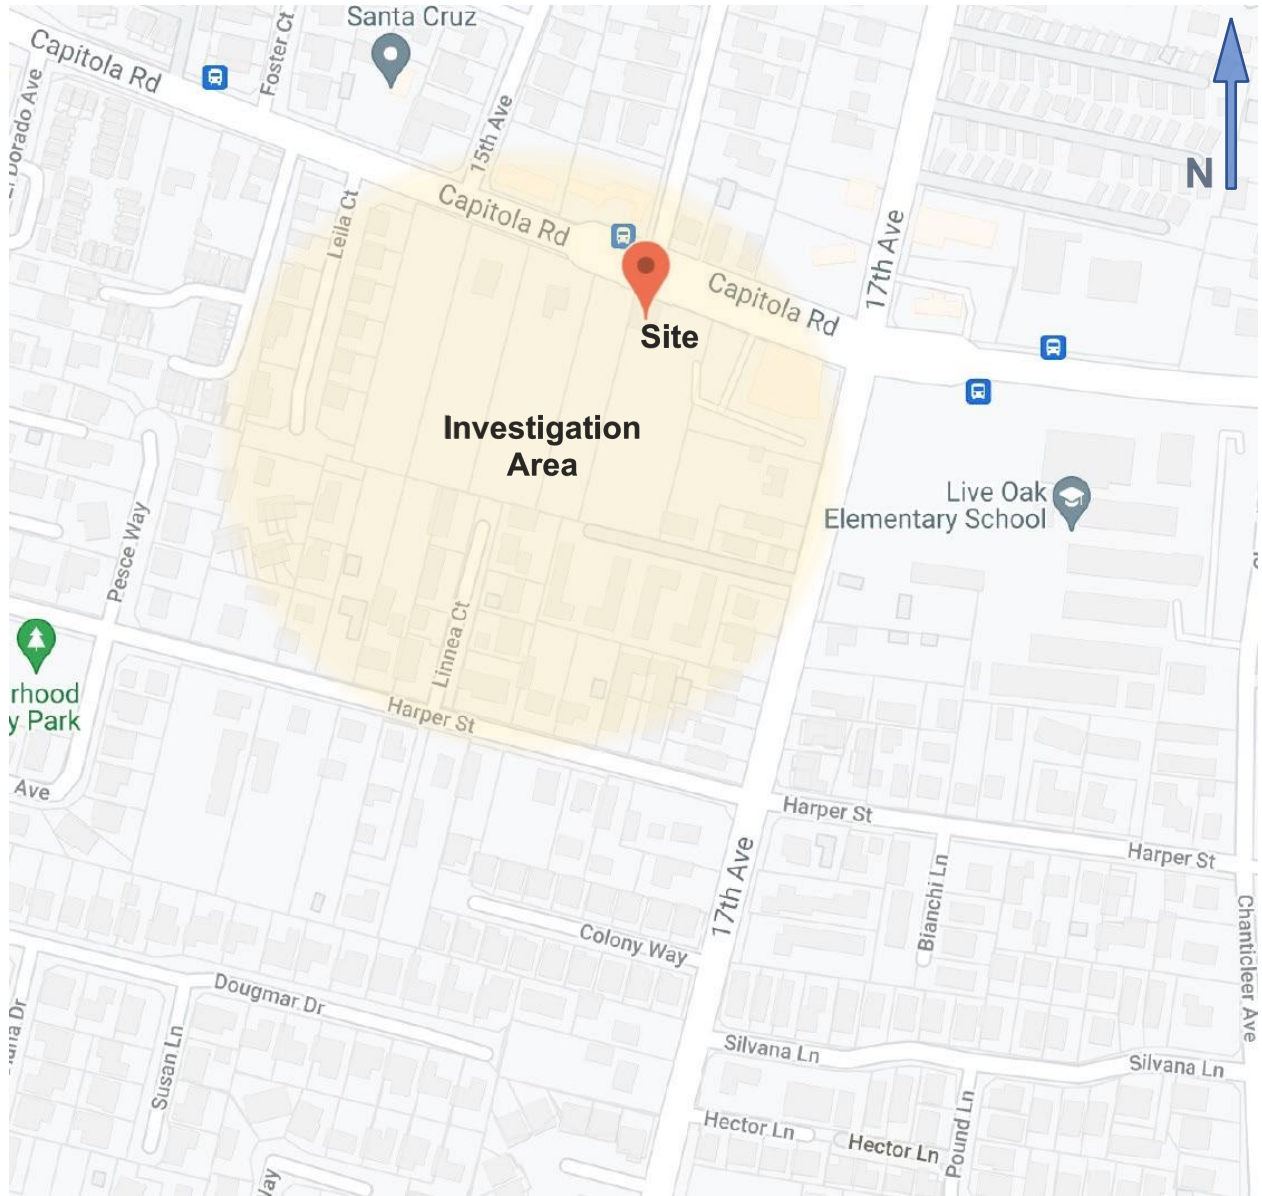 Santa Cruz
Capitola Rd
Foster Ct
15th Ave
N
Capitola Rd
Leila Ct
17th Ave
Capitola Rd
Site
Investigation
Area
Live Oak
Elementary School
Pesce Way
Linnea Ct
rhood
y Park
Harper St
Ave
Harper St
Harper St
17th Ave
Bianchi Ln
Colony Way
Chanticleer Ave
Dougmar Dr
Susan Ln
Silvana Ln
Silvana Ln
Pound Ln
Hector Ln
Hector Ln